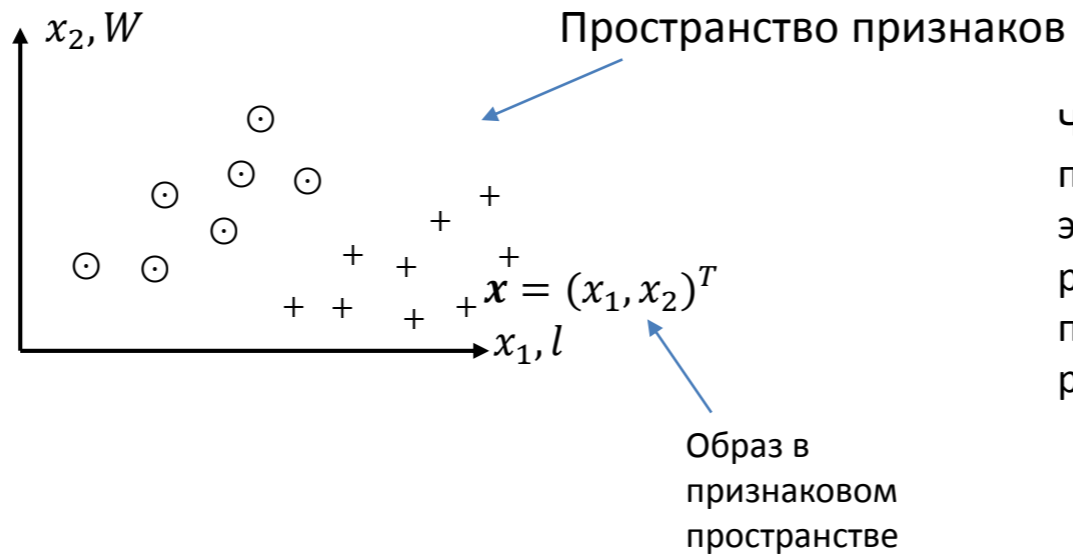 x₂, W
Пространство признаков
x = (x₁, x₂)ᵀ
x₁, l
Образ в
признаковом
пространстве